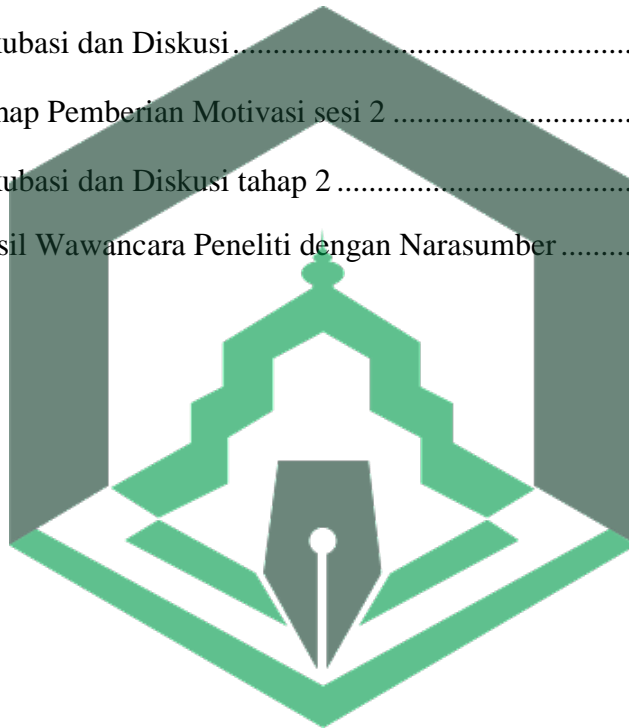 kubasi dan Diskusi..................................................
hap Pemberian Motivasi sesi 2 ..............................
kubasi dan Diskusi tahap 2 .....................................
sil Wawancara Peneliti dengan Narasumber .........